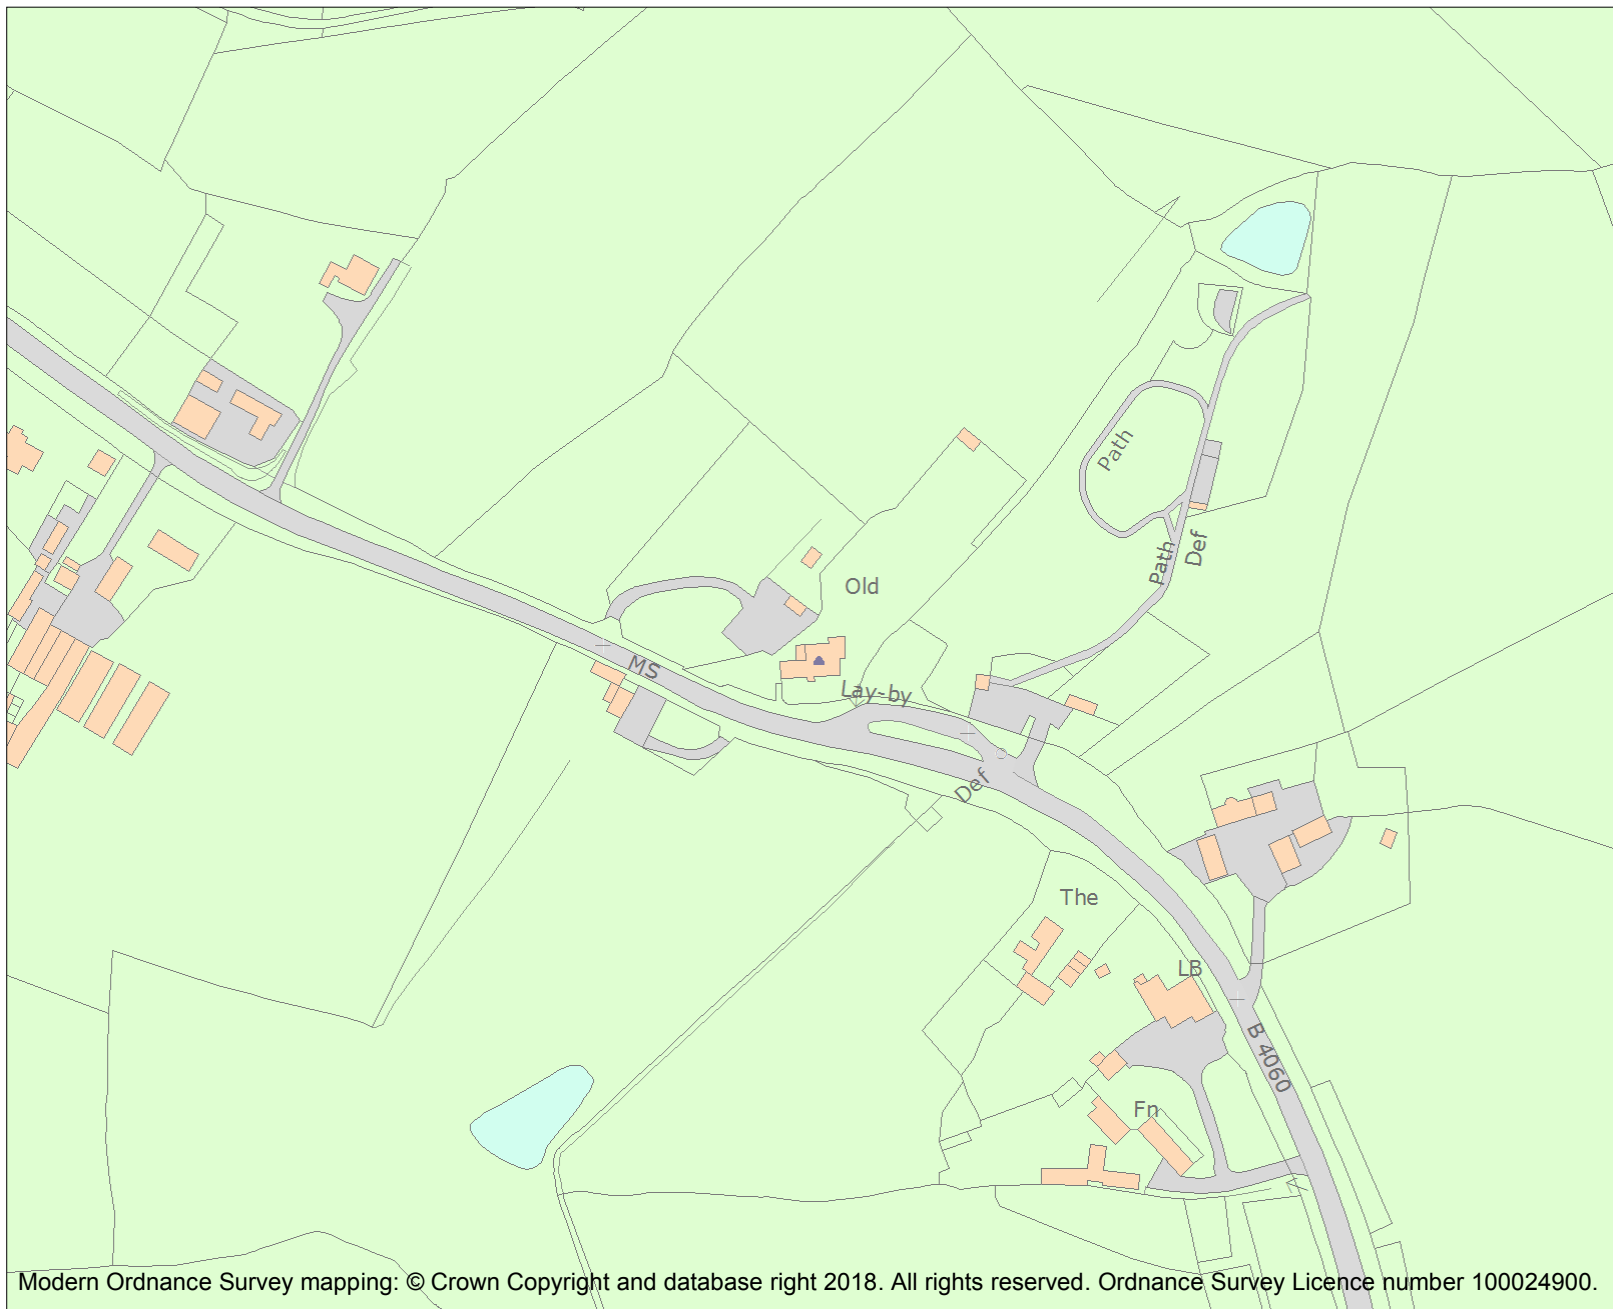 Path
Path
Def
Old
MS
Lay-by
Def
The
LB
B 4060
Fn
Modern Ordnance Survey mapping: © Crown Copyright and database right 2018. All rights reserved. Ordnance Survey Licence number 100024900.